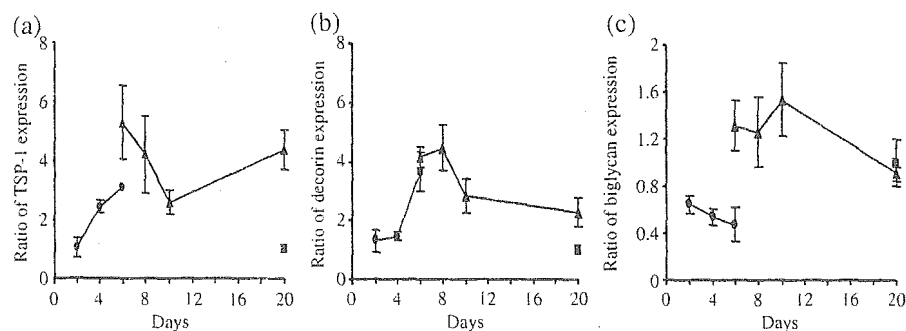 (a)
Ratio of TSP-1 expression
8
6
4
2
0
0 4 8 12 16 20
Days
(b)
Ratio of decorin expression
8
6
4
2
0
0 4 8 12 16 20
Days
(c)
Ratio of biglycan expression
2
1.6
1.2
0.8
0.4
0
0 4 8 12 16 20
Days